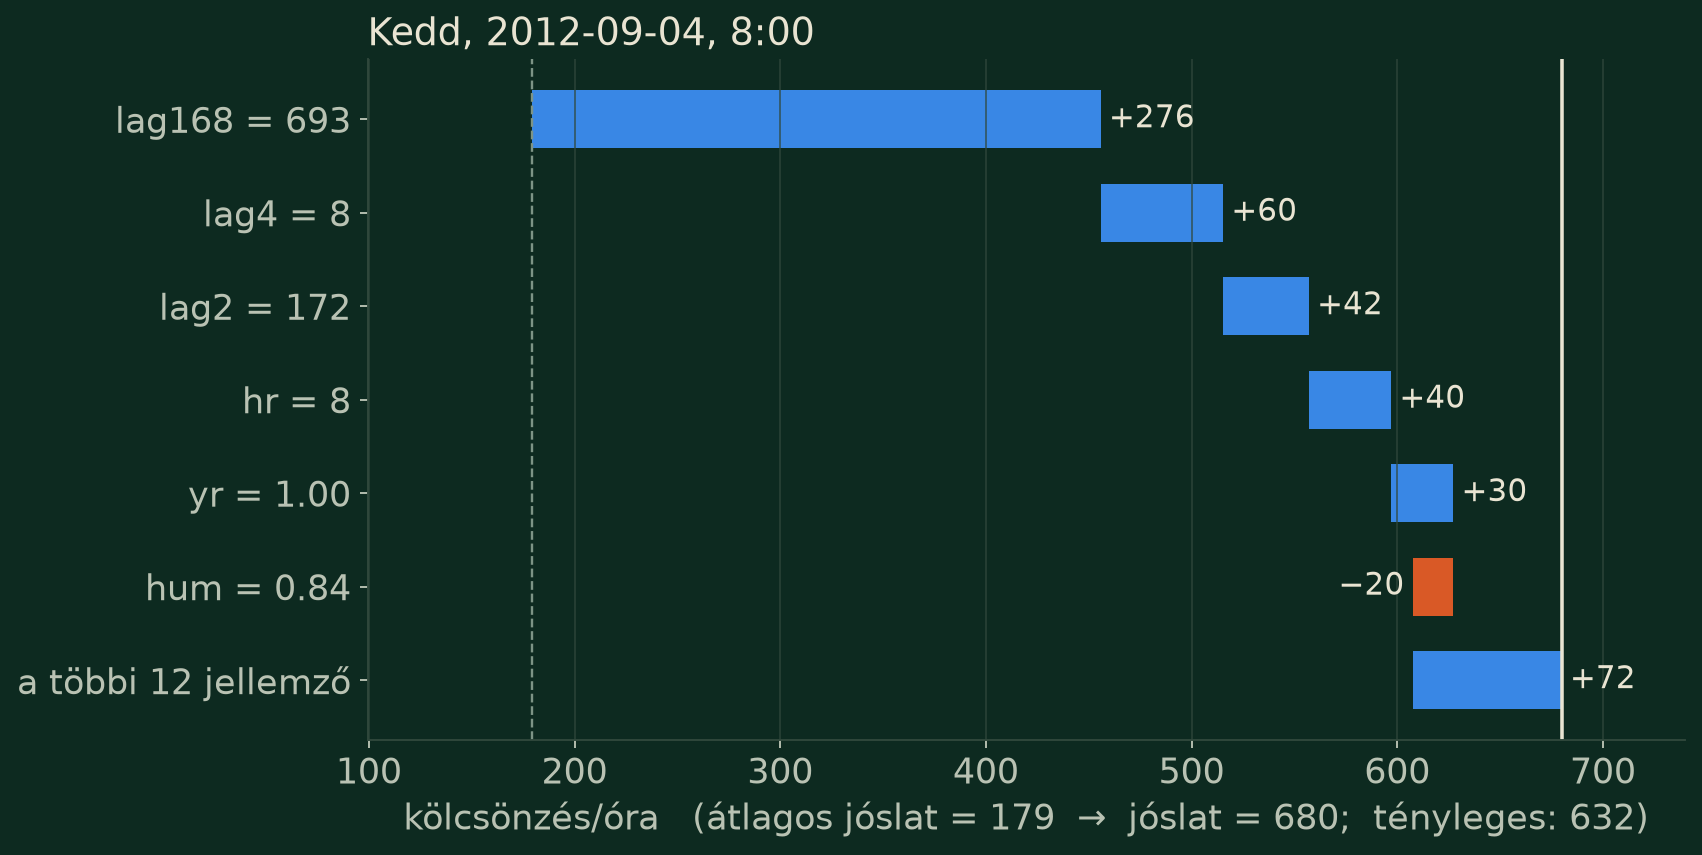 Kedd, 2012-09-04, 8:00
lag168 = 693
+276
lag4 = 8
+60
lag2 = 172
+42
hr = 8
+40
yr = 1.00
+30
hum = 0.84
−20
a többi 12 jellemző
+72
100 200 300 400 500 600 700
kölcsönzés/óra (átlagos jóslat = 179 → jóslat = 680; tényleges: 632)